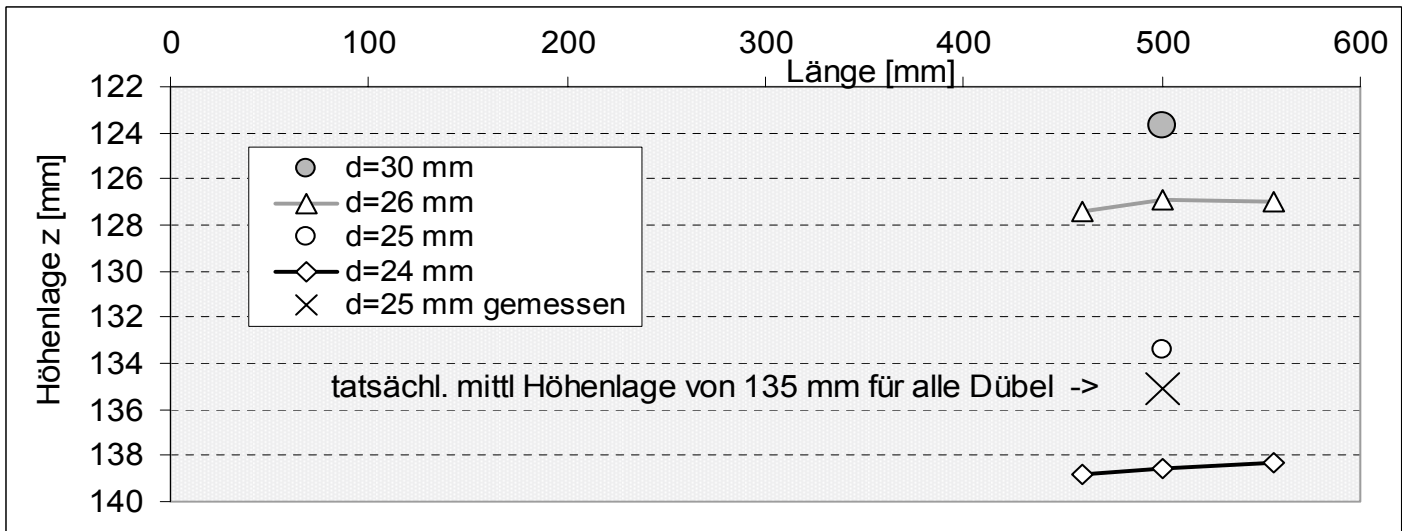 0 100 200 300 400 500 600
Länge [mm]
122
124
126
128
130
132
134
136
138
140
Höhenlage z [mm]
d=30 mm
d=26 mm
d=25 mm
d=24 mm
d=25 mm gemessen
tatsächl. mittl Höhenlage von 135 mm für alle Dübel ->